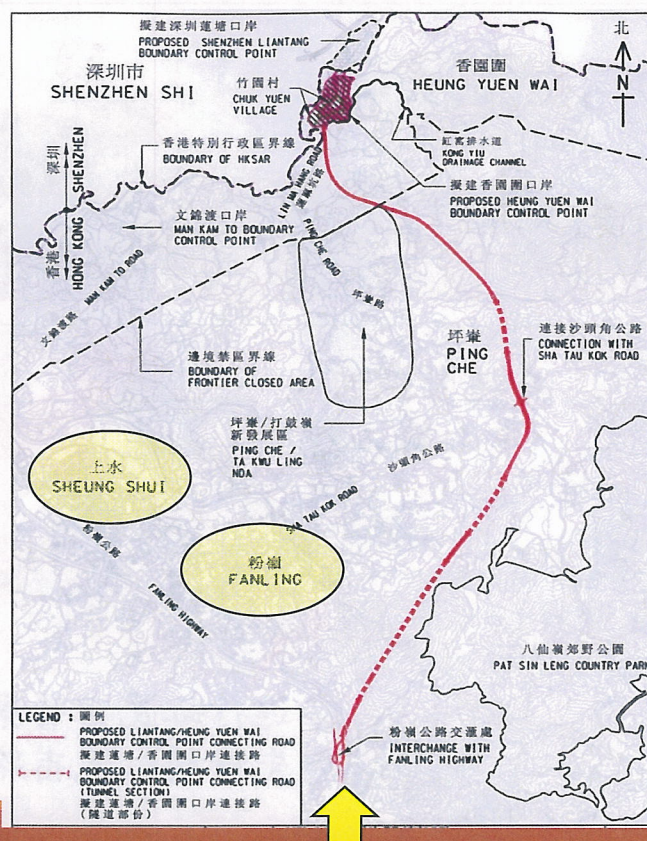 擬建深圳蓮塘口岸
PROPOSED SHENZHEN LIANTANG
BOUNDARY CONTROL POINT
北
N
深圳市
SHENZHEN SHI
香園圍
HEUNG YUEN WAI
竹園村
CHUK YUEN
VILLAGE
深圳
SHENZHEN
香港
HONG KONG
香港特別行政區界線
BOUNDARY OF HKSAR
KONG YIU
DRAINAGE CHANNEL
LIN MA HANG ROAD
蓮麻坑路
擬建香園圍口岸
PROPOSED HEUNG YUEN WAI
BOUNDARY CONTROL POINT
文錦渡口岸
MAN KAM TO BOUNDARY
CONTROL POINT
MAN KAM TO ROAD
文錦渡路
PING CHE ROAD
坪輋路
邊境禁區界線
BOUNDARY OF
FRONTIER CLOSED AREA
坪輋
PING
CHE
連接沙頭角公路
CONNECTION WITH
SHA TAU KOK ROAD
坪輋/打鼓嶺
新發展區
PING CHE /
TA KWU LING
NDA
上水
SHEUNG SHUI
沙頭角公路
SHA TAU KOK ROAD
粉嶺
FANLING
粉嶺公路
FANLING HIGHWAY
八仙嶺郊野公園
PAT SIN LENG COUNTRY PARK
粉嶺公路交匯處
INTERCHANGE WITH
FANLING HIGHWAY
LEGEND : 圖例
PROPOSED LIANTANG/HEUNG YUEN WAI
BOUNDARY CONTROL POINT CONNECTING ROAD
擬建蓮塘/香園圍口岸連接路
PROPOSED LIANTANG/HEUNG YUEN WAI
BOUNDARY CONTROL POINT CONNECTING ROAD
(TUNNEL SECTION)
擬建蓮塘/香園圍口岸連接路
(隧道部份)